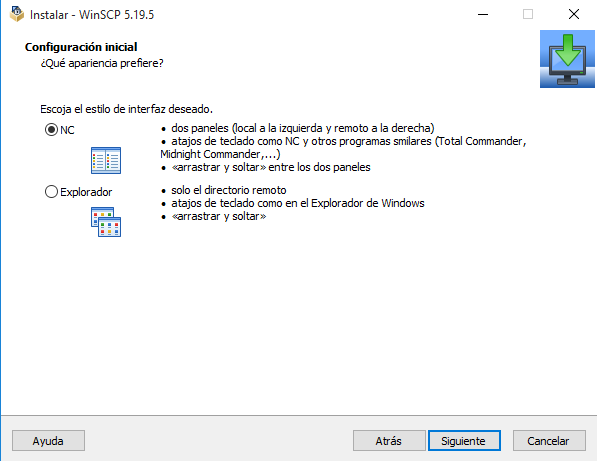 Instalar - WinSCP 5.19.5
Configuración inicial
¿Qué apariencia prefiere?
Escoja el estilo de interfaz deseado.
NC
• dos paneles (local a la izquierda y remoto a la derecha)
• atajos de teclado como NC y otros programas smilares (Total Commander,
Midnight Commander,...)
• «arrastrar y soltar» entre los dos paneles
Explorador
• solo el directorio remoto
• atajos de teclado como en el Explorador de Windows
• «arrastrar y soltar»
Ayuda
Atrás
Siguiente
Cancelar